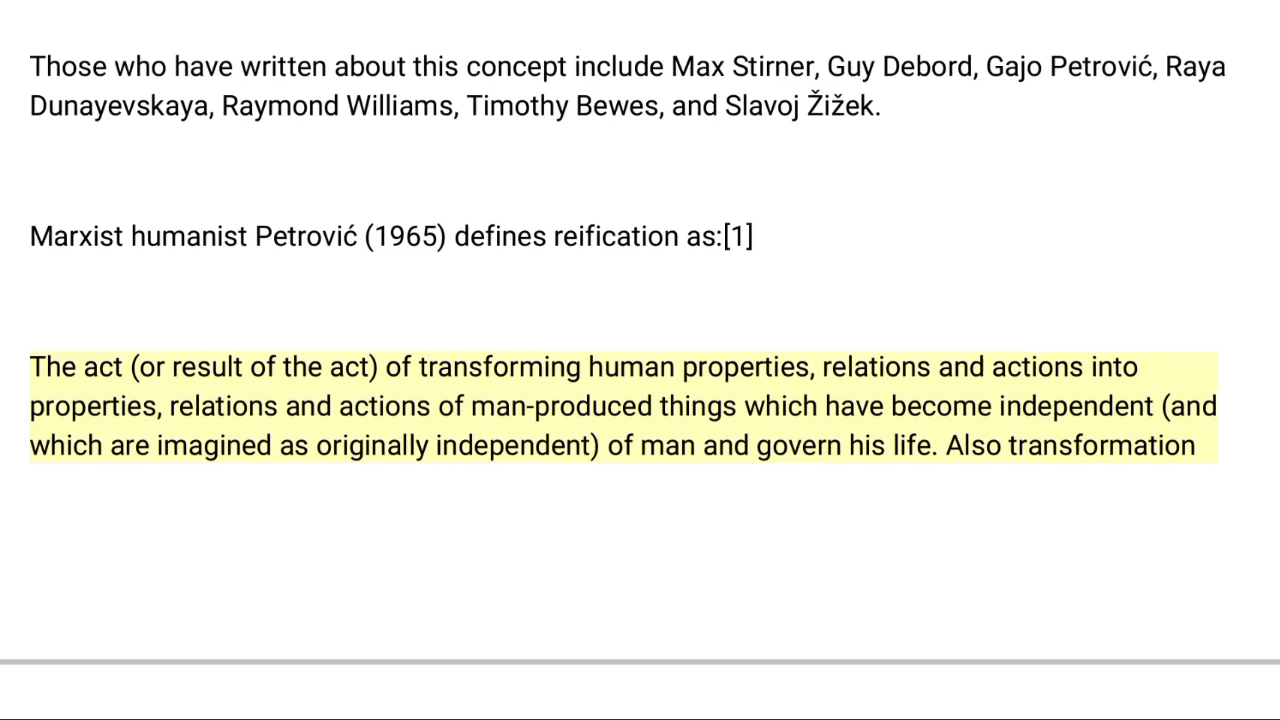 Those who have written about this concept include Max Stirner, Guy Debord, Gajo Petrović, Raya
Dunayevskaya, Raymond Williams, Timothy Bewes, and Slavoj Žižek.
Marxist humanist Petrović (1965) defines reification as:[1]
The act (or result of the act) of transforming human properties, relations and actions into
properties, relations and actions of man-produced things which have become independent (and
which are imagined as originally independent) of man and govern his life. Also transformation